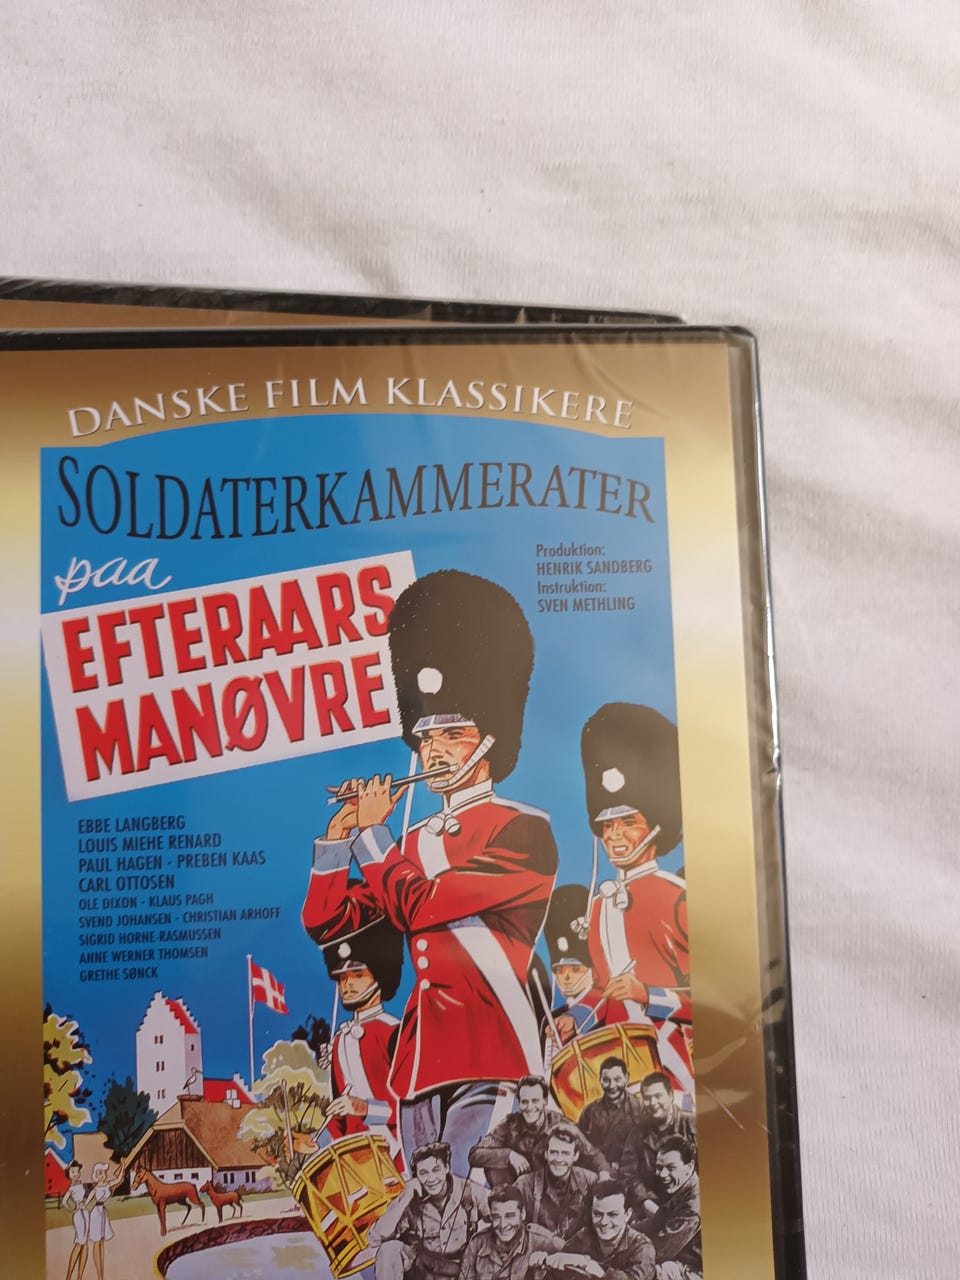 DANSKE FILM KLASSIKERE
SOLDATERKAMMERATER
paa
EFTERAARS
MANØVRE
Produktion:
HENRIK SANDBERG
Instruktion:
SVEN METHLING
EBBE LANGBERG
LOUIS MIEHE RENARD
PAUL HAGEN · PREBEN KAAS
CARL OTTOSEN
OLE DIXON · KLAUS PAGH
SVEND JOHANSEN · CHRISTIAN ARHOFF
SIGRID HORNE-RASMUSSEN
ANNE WERNER THOMSEN
GRETHE SØNCK